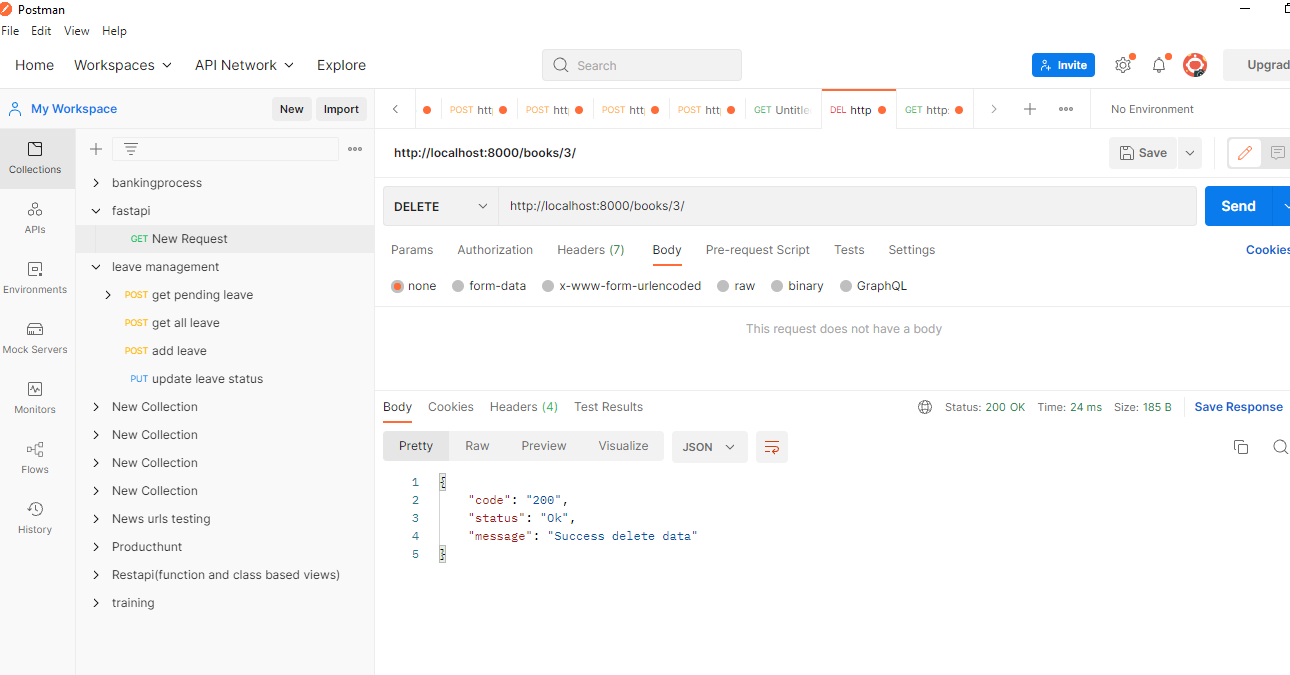 Postman
File Edit View Help
Home Workspaces API Network Explore Search Invite Upgrad
My Workspace New Import POST htt POST htt POST htt POST htt GET Untitle DEL http GET http: No Environment
Collections
APIs
Environments
Mock Servers
Monitors
Flows
History
bankingprocess
fastapi
GET New Request
leave management
POST get pending leave
POST get all leave
POST add leave
PUT update leave status
New Collection
New Collection
New Collection
New Collection
News urls testing
Producthunt
Restapi(function and class based views)
training
http://localhost:8000/books/3/ Save
DELETE http://localhost:8000/books/3/ Send
Params Authorization Headers (7) Body Pre-request Script Tests Settings Cookies
none form-data x-www-form-urlencoded raw binary GraphQL
This request does not have a body
Body Cookies Headers (4) Test Results Status: 200 OK Time: 24 ms Size: 185 B Save Response
Pretty Raw Preview Visualize JSON
1 {
2 "code": "200",
3 "status": "Ok",
4 "message": "Success delete data"
5 }